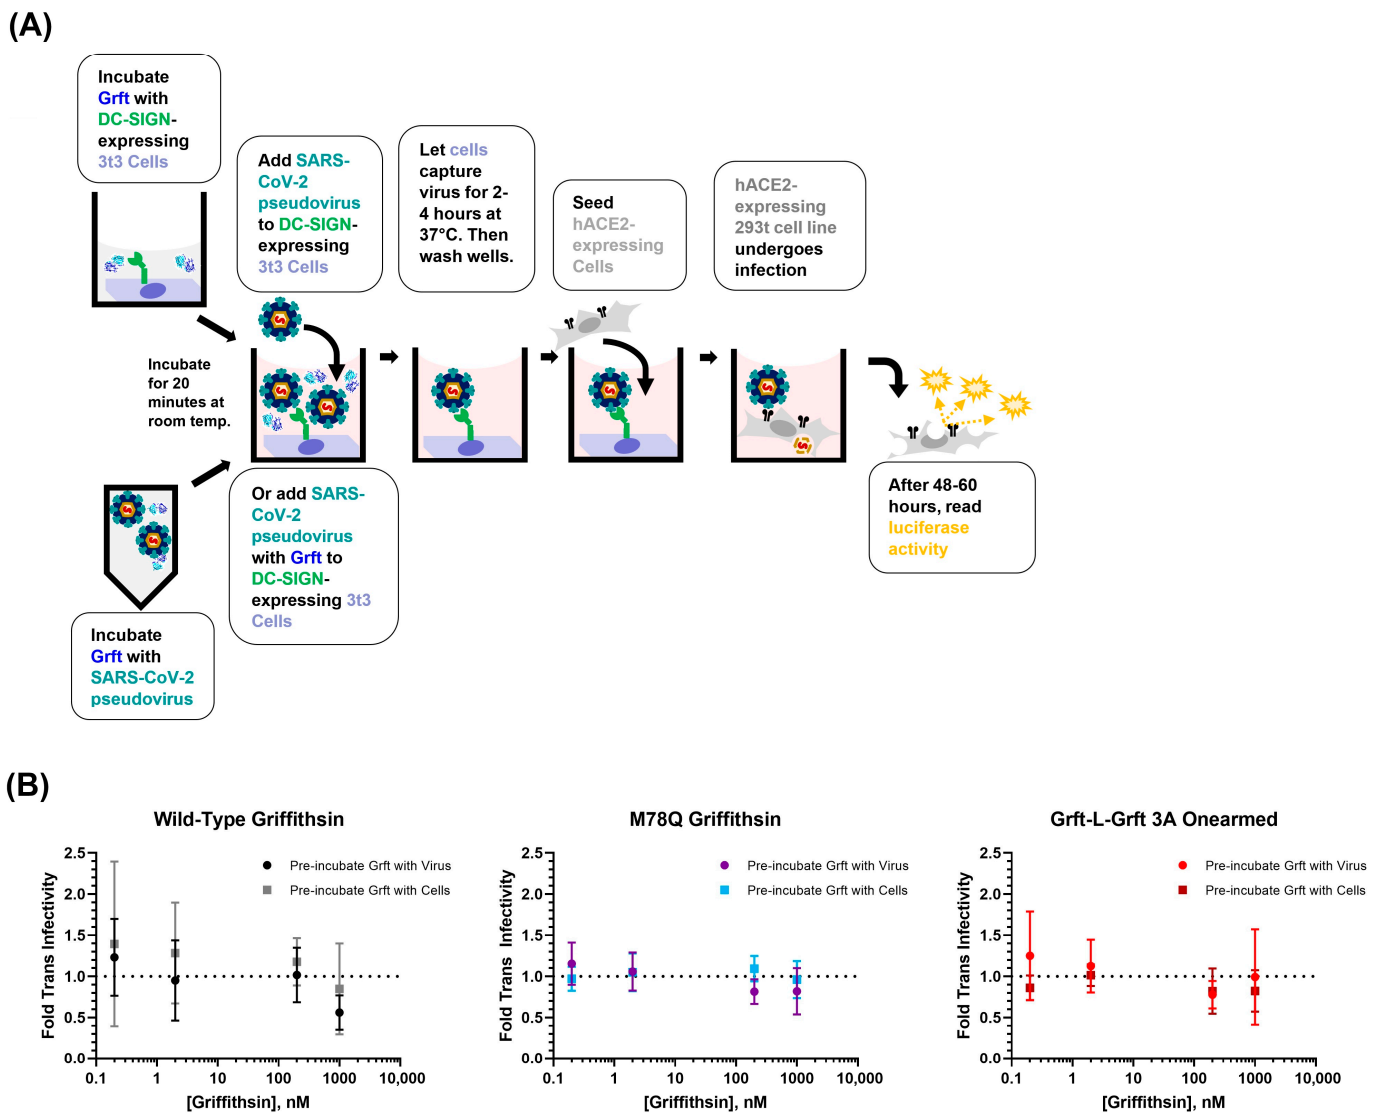 (A)
Incubate
Grft with
DC-SIGN-
expressing
3t3 Cells
Add SARS-
CoV-2
pseudovirus
to DC-SIGN-
expressing
3t3 Cells
Let cells
capture
virus for 2-
4 hours at
37°C. Then
wash wells.
Seed
hACE2-
expressing
Cells
hACE2-
expressing
293t cell line
undergoes
infection
Incubate
for 20
minutes at
room temp.
Or add SARS-
CoV-2
pseudovirus
with Grft to
DC-SIGN-
expressing 3t3
Cells
After 48-60
hours, read
luciferase
activity
Incubate
Grft with
SARS-CoV-2
pseudovirus
(B)
Wild-Type Griffithsin
Fold Trans Infectivity
2.5
2.0
1.5
1.0
0.5
0.0
Pre-incubate Grft with Virus
Pre-incubate Grft with Cells
0.1 1 10 100 1000 10,000
[Griffithsin], nM
M78Q Griffithsin
Fold Trans Infectivity
2.5
2.0
1.5
1.0
0.5
0.0
Pre-incubate Grft with Virus
Pre-incubate Grft with Cells
0.1 1 10 100 1000 10,000
[Griffithsin], nM
Grft-L-Grft 3A Onearmed
Fold Trans Infectivity
2.5
2.0
1.5
1.0
0.5
0.0
Pre-incubate Grft with Virus
Pre-incubate Grft with Cells
0.1 1 10 100 1000 10,000
[Griffithsin], nM